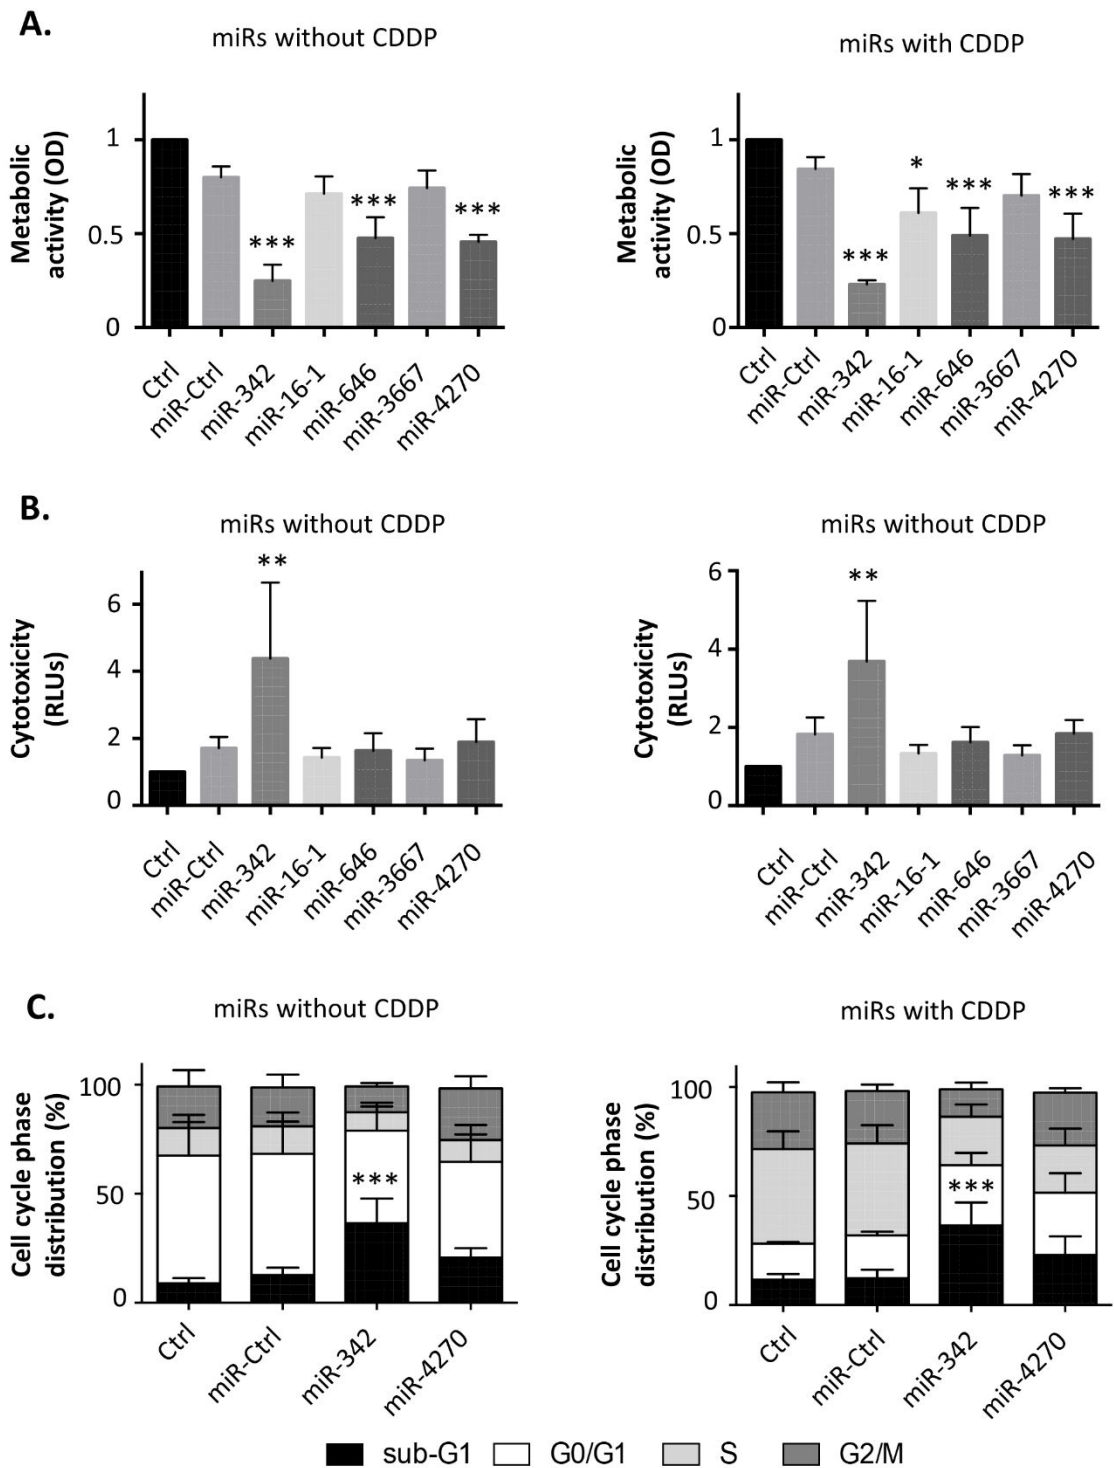 A.
miRs without CDDP
miRs with CDDP
Metabolic
activity (OD)
1
0.5
0
***
***
***
Ctrl
miR-Ctrl
miR-342
miR-16-1
miR-646
miR-3667
miR-4270
Metabolic
activity (OD)
1
0.5
0
***
*
***
***
Ctrl
miR-Ctrl
miR-342
miR-16-1
miR-646
miR-3667
miR-4270
B.
miRs without CDDP
miRs without CDDP
Cytotoxicity
(RLUs)
6
4
2
0
**
Ctrl
miR-Ctrl
miR-342
miR-16-1
miR-646
miR-3667
miR-4270
Cytotoxicity
(RLUs)
6
4
2
0
**
Ctrl
miR-Ctrl
miR-342
miR-16-1
miR-646
miR-3667
miR-4270
C.
miRs without CDDP
miRs with CDDP
Cell cycle phase
distribution (%)
100
50
0
***
Ctrl
miR-Ctrl
miR-342
miR-4270
Cell cycle phase
distribution (%)
100
50
0
***
Ctrl
miR-Ctrl
miR-342
miR-4270
sub-G1 G0/G1 S G2/M